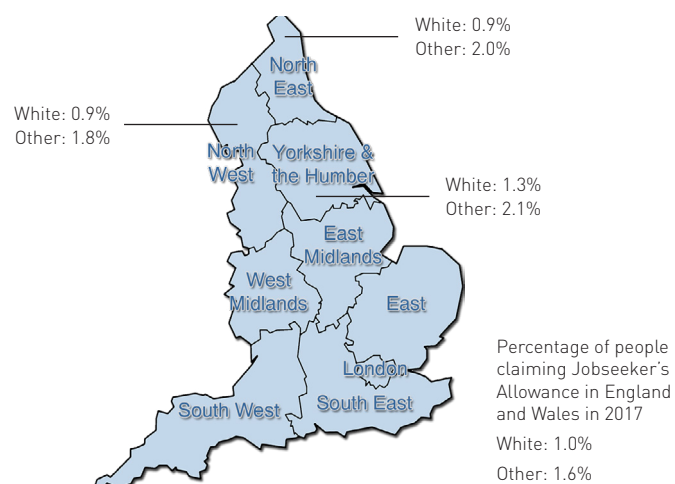 White: 0.9%
Other: 2.0%
North
East
White: 0.9%
Other: 1.8%
North
West
Yorkshire &
the Humber
White: 1.3%
Other: 2.1%
East
Midlands
West
Midlands
East
London
South West
South East
Percentage of people
claiming Jobseeker's
Allowance in England
and Wales in 2017
White: 1.0%
Other: 1.6%